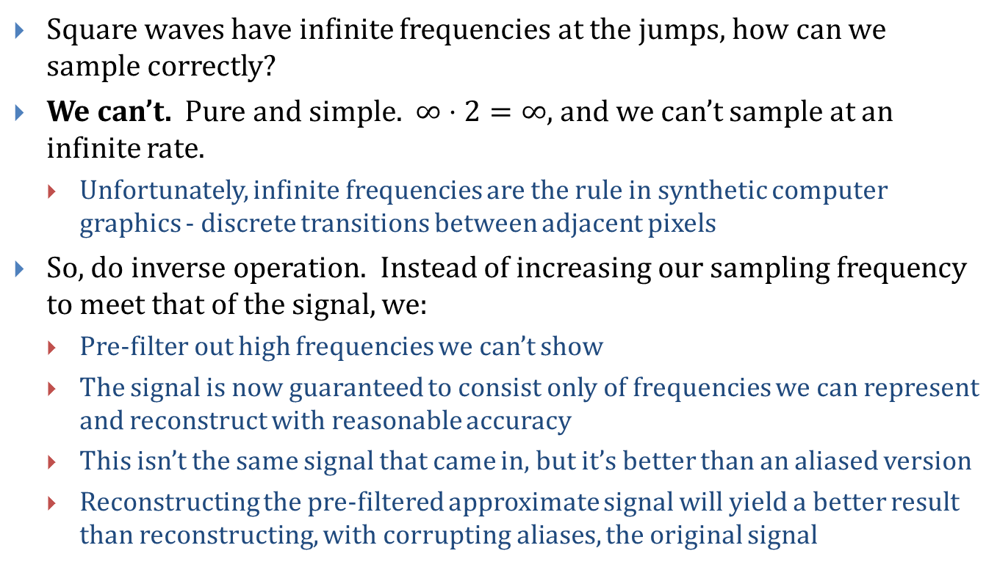 Square waves have infinite frequencies at the jumps, how can we
sample correctly?
We can’t. Pure and simple. ∞ · 2 = ∞, and we can’t sample at an
infinite rate.
Unfortunately, infinite frequencies are the rule in synthetic computer
graphics - discrete transitions between adjacent pixels
So, do inverse operation. Instead of increasing our sampling frequency
to meet that of the signal, we:
Pre-filter out high frequencies we can’t show
The signal is now guaranteed to consist only of frequencies we can represent
and reconstruct with reasonable accuracy
This isn’t the same signal that came in, but it’s better than an aliased version
Reconstructing the pre-filtered approximate signal will yield a better result
than reconstructing, with corrupting aliases, the original signal